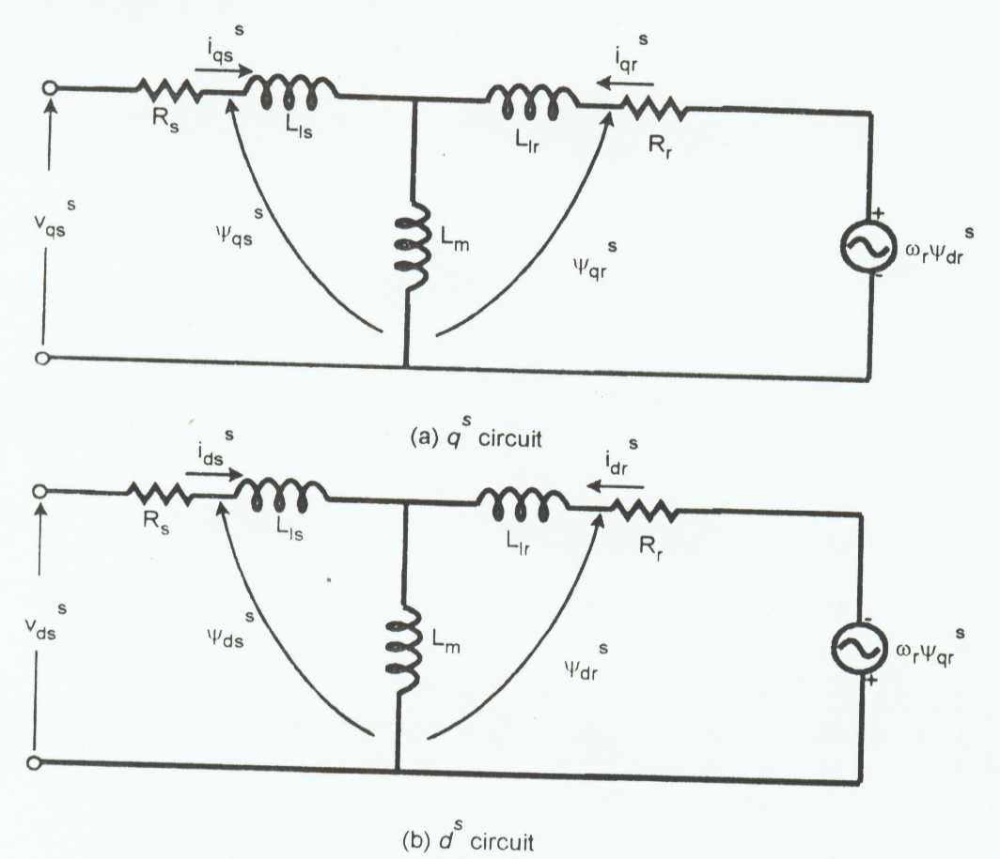 i_qs^s
i_qr^s
R_s
L_ls
L_lr
R_r
v_qs^s
ψ_qs^s
L_m
ψ_qr^s
+
ω_rψ_dr^s
-
(a) q^s circuit
i_ds^s
i_dr^s
R_s
L_ls
L_lr
R_r
v_ds^s
ψ_ds^s
L_m
ψ_dr^s
-
ω_rψ_qr^s
+
(b) d^s circuit